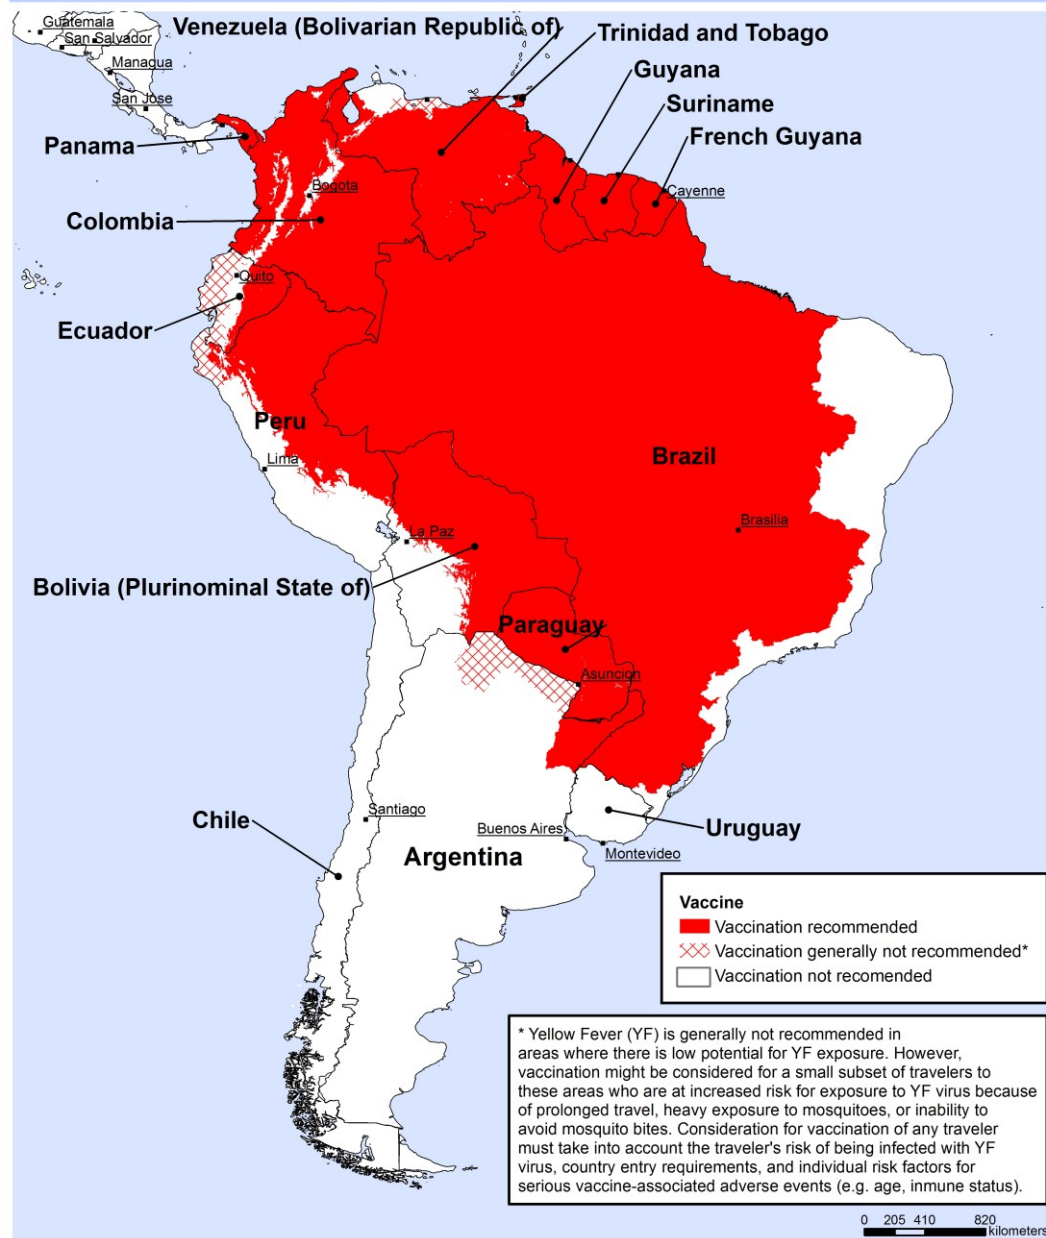 Guatemala
Venezuela (Bolivarian Republic of)
Trinidad and Tobago
San Salvador
Managua
Guyana
San Jose
Suriname
French Guyana
Panama
Bogota
Cayenne
Colombia
Quito
Ecuador
Peru
Brazil
Lima
Brasilia
La Paz
Bolivia (Plurinominal State of)
Paraguay
Asuncion
Santiago
Chile
Buenos Aires
Uruguay
Montevideo
Argentina
Vaccine
Vaccination recommended
Vaccination generally not recommended*
Vaccination not recomended
* Yellow Fever (YF) is generally not recommended in
areas where there is low potential for YF exposure. However,
vaccination might be considered for a small subset of travelers to
these areas who are at increased risk for exposure to YF virus because
of prolonged travel, heavy exposure to mosquitoes, or inability to
avoid mosquito bites. Consideration for vaccination of any traveler
must take into account the traveler's risk of being infected with YF
virus, country entry requirements, and individual risk factors for
serious vaccine-associated adverse events (e.g. age, inmune status).
0 205 410 820
kilometers